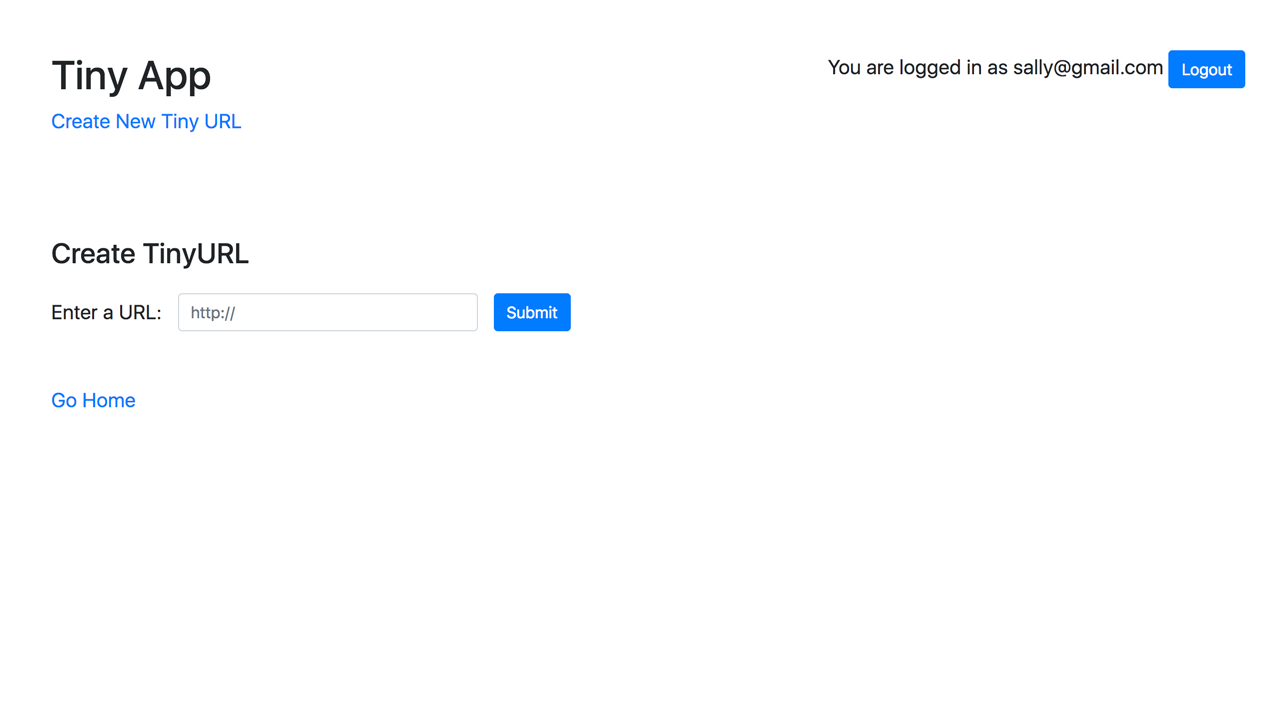 Tiny App
You are logged in as sally@gmail.com Logout
Create New Tiny URL
Create TinyURL
Enter a URL: http:// Submit
Go Home